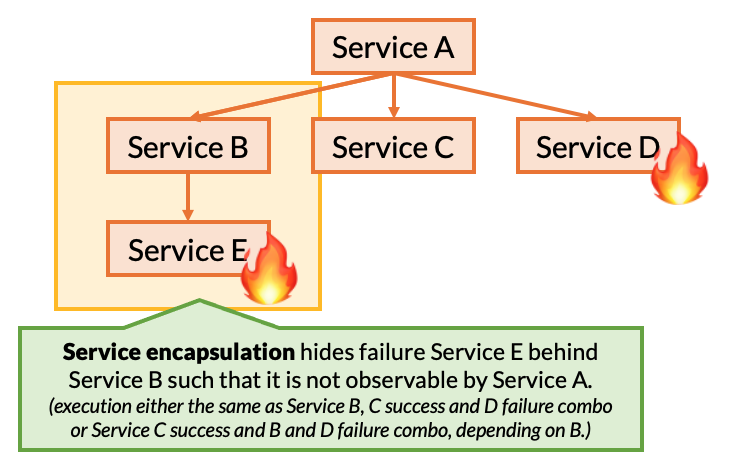 Service A
Service B
Service C
Service D
Service E
Service encapsulation hides failure Service E behind
Service B such that it is not observable by Service A.
(execution either the same as Service B, C success and D failure combo
or Service C success and B and D failure combo, depending on B.)